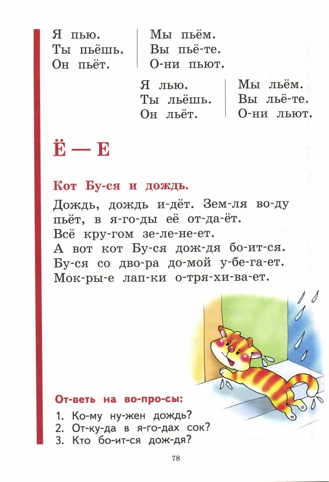 Я пью.
Ты пьёшь.
Он пьёт.
Мы пьём.
Вы пьё-те.
О-ни пьют.
Я лью.
Ты льёшь.
Он льёт.
Мы льём.
Вы льё-те.
О-ни льют.
Ё — Е
Кот Бу-ся и дождь.
Дождь, дождь и-дёт. Зем-ля во-ду
пьёт, в я-го-ды её от-да-ёт.
Всё кру-гом зе-ле-не-ет.
А вот кот Бу-ся дож-дя бо-ит-ся.
Бу-ся со дво-ра до-мой у-бе-га-ет.
Мок-ры-е лап-ки о-тря-хи-ва-ет.
От-веть на во-про-сы:
1. Ко-му ну-жен дождь?
2. От-ку-да в я-го-дах сок?
3. Кто бо-ит-ся дож-дя?
78